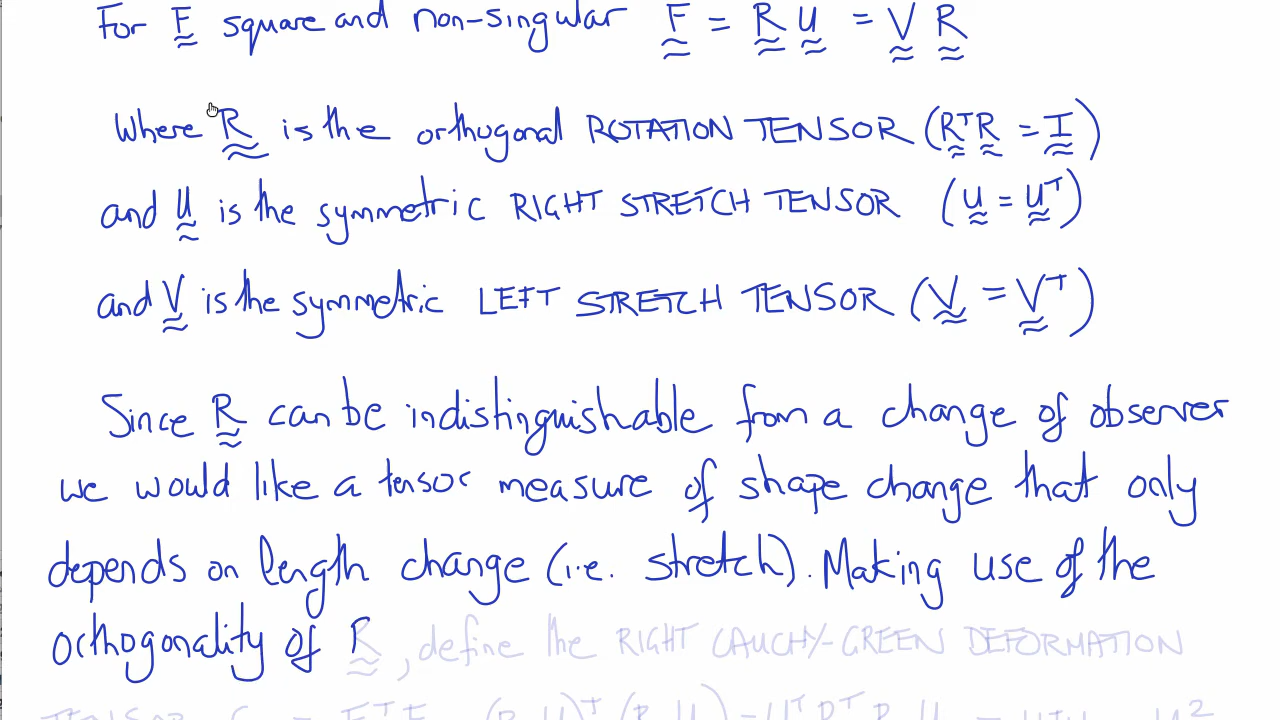 For F square and non-singular F = R U = V R
Where R is the orthogonal ROTATION TENSOR (RᵀR = I)
and U is the symmetric RIGHT STRETCH TENSOR (U = Uᵀ)
and V is the symmetric LEFT STRETCH TENSOR (V = Vᵀ)
Since R can be indistinguishable from a change of observer
we would like a tensor measure of shape change that only
depends on length change (i.e. stretch). Making use of the
orthogonality of R, define the RIGHT CAUCHY-GREEN DEFORMATION